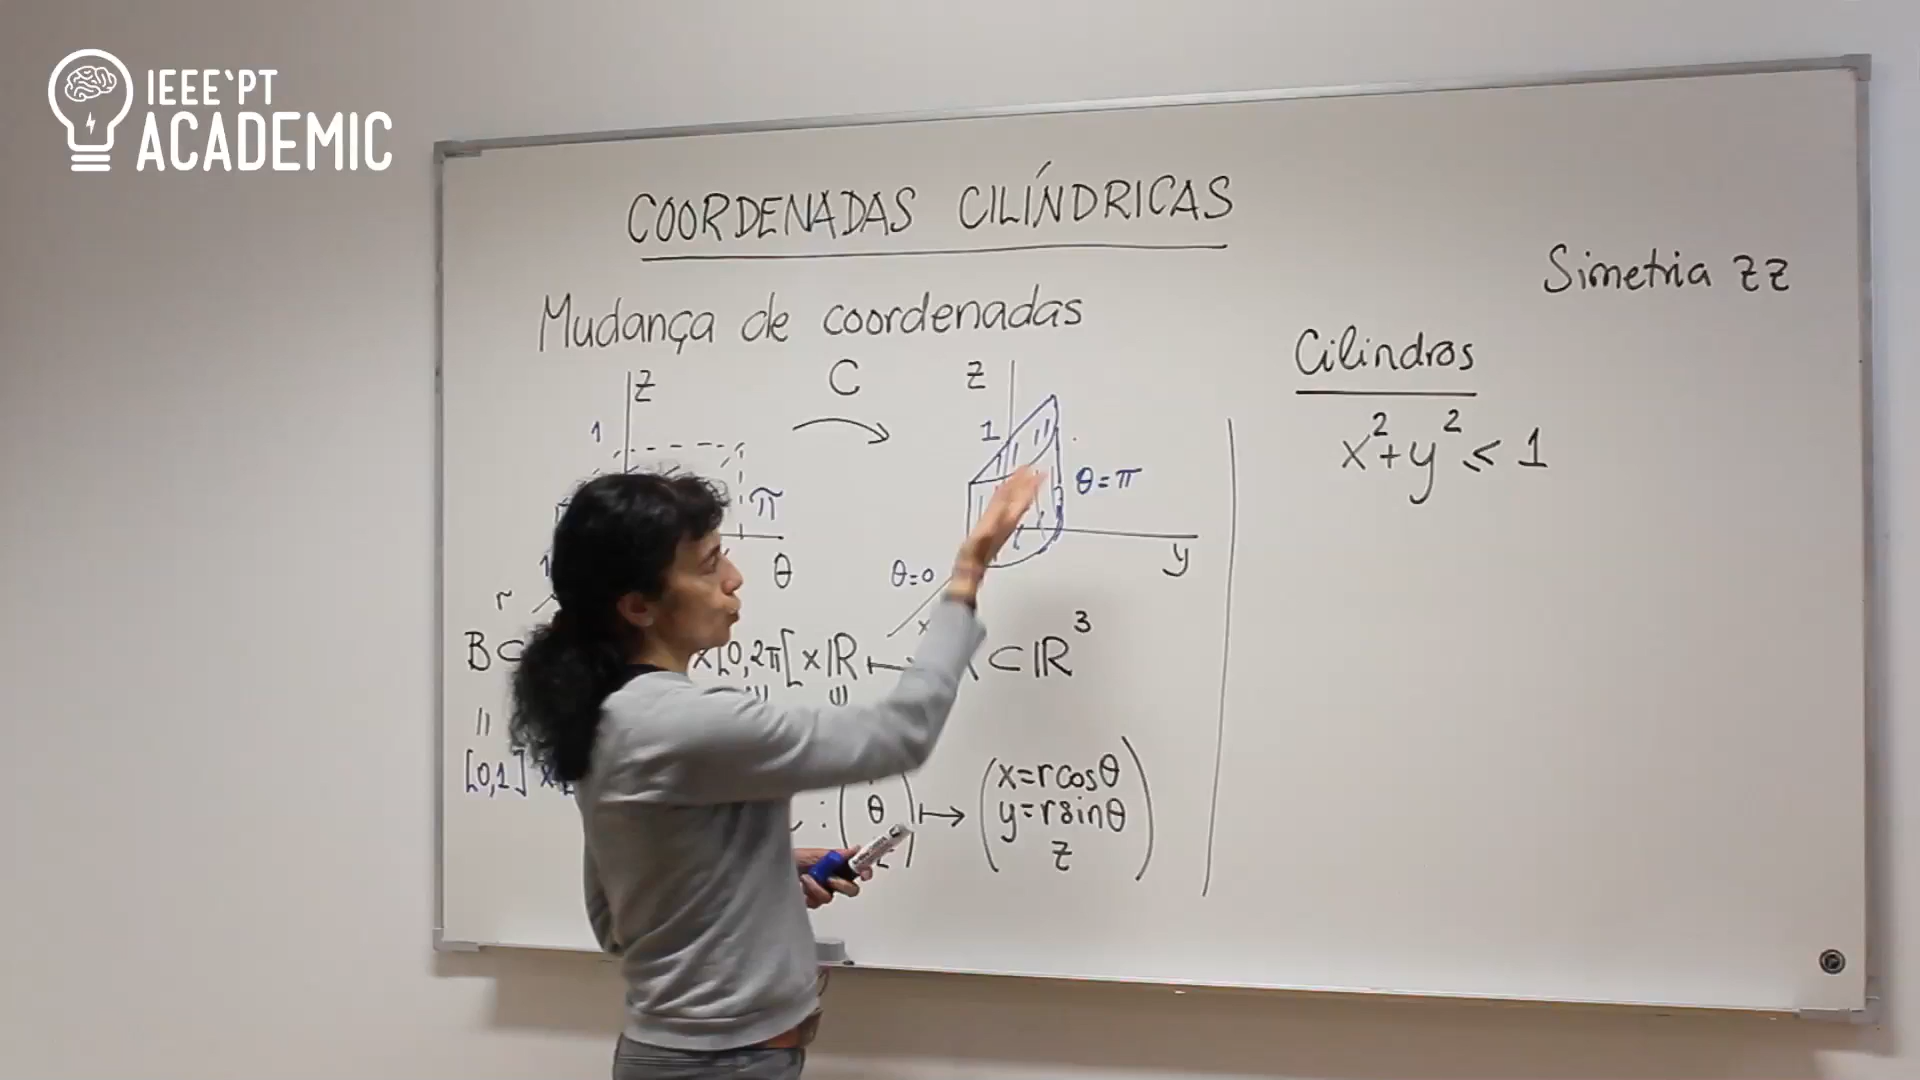 IEEE`PT
ACADEMIC
COORDENADAS CILÍNDRICAS
Simetria zz
Mudança de coordenadas
Cilindros
x²+y² ≤ 1
Z
C
Z
1
1
θ=π
π
1
θ
θ=0
y
r
x
B ⊂
x[0,2π[ x ℝ ↦
⊂ ℝ³
=
[0,1] x
: θ ↦
x=rcosθ
y=rsinθ
z